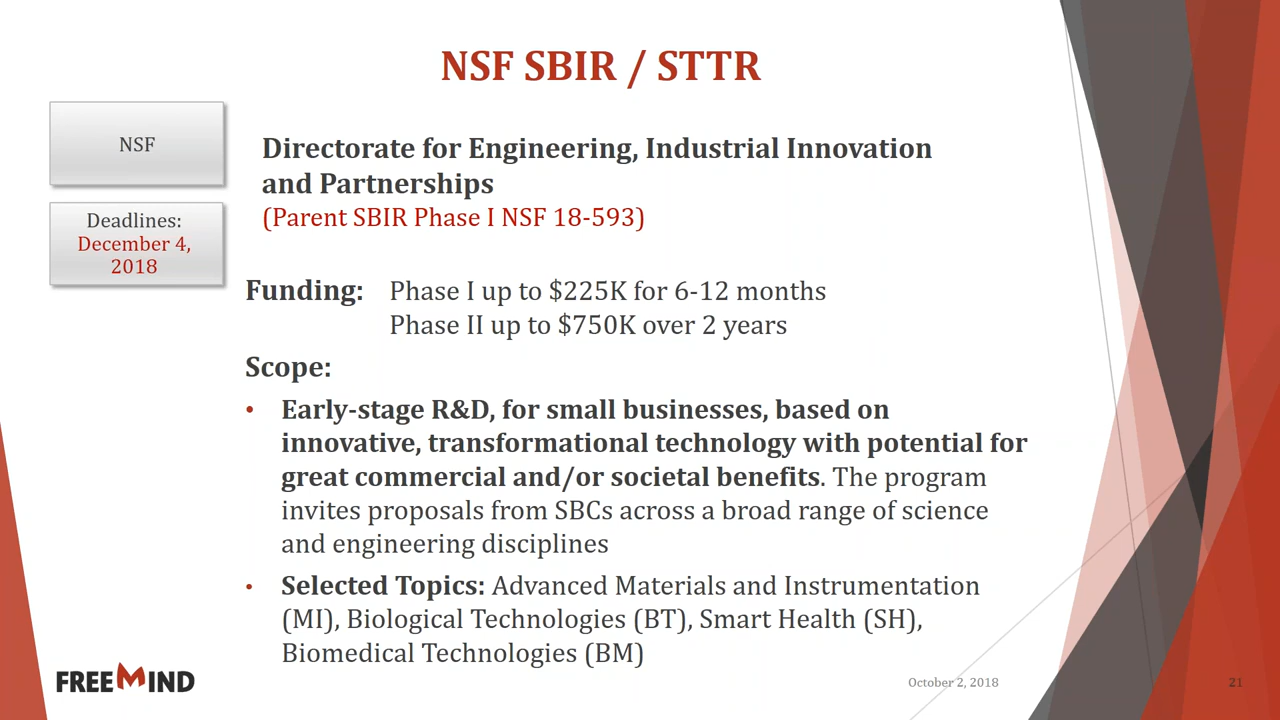 NSF SBIR / STTR
NSF
Deadlines:
December 4,
2018
Directorate for Engineering, Industrial Innovation
and Partnerships
(Parent SBIR Phase I NSF 18-593)
Funding: Phase I up to $225K for 6-12 months
Phase II up to $750K over 2 years
Scope:
• Early-stage R&D, for small businesses, based on
innovative, transformational technology with potential for
great commercial and/or societal benefits. The program
invites proposals from SBCs across a broad range of science
and engineering disciplines
• Selected Topics: Advanced Materials and Instrumentation
(MI), Biological Technologies (BT), Smart Health (SH),
Biomedical Technologies (BM)
FREEMIND
October 2, 2018
21